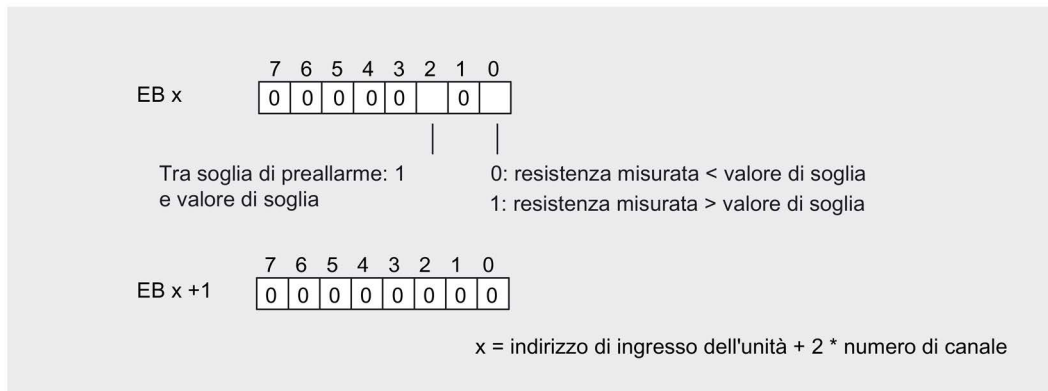 7 6 5 4 3 2 1 0
EB x 0 0 0 0 0 0
Tra soglia di preallarme: 1 0: resistenza misurata < valore di soglia
e valore di soglia 1: resistenza misurata > valore di soglia
7 6 5 4 3 2 1 0
EB x +1 0 0 0 0 0 0 0 0
x = indirizzo di ingresso dell'unità + 2 * numero di canale